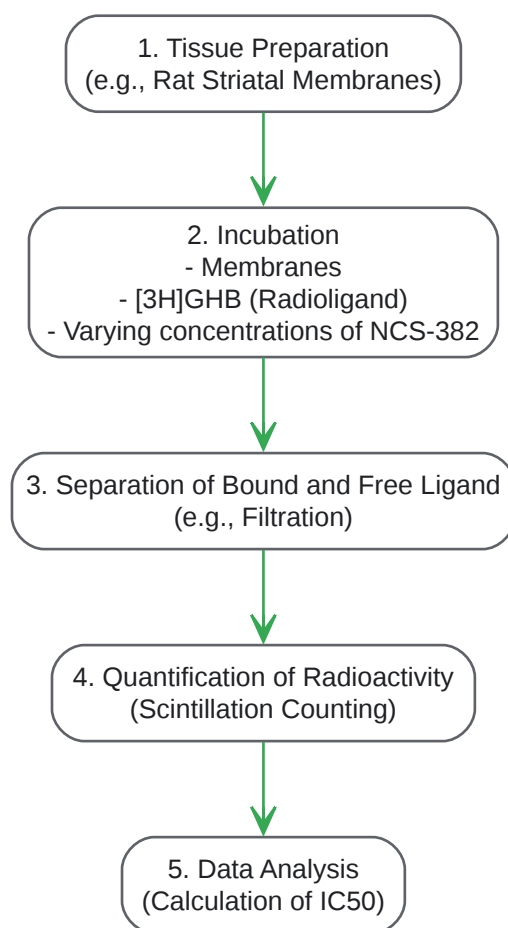 1. Tissue Preparation
(e.g., Rat Striatal Membranes)
2. Incubation
- Membranes
- [3H]GHB (Radioligand)
- Varying concentrations of NCS-382
3. Separation of Bound and Free Ligand
(e.g., Filtration)
4. Quantification of Radioactivity
(Scintillation Counting)
5. Data Analysis
(Calculation of IC50)